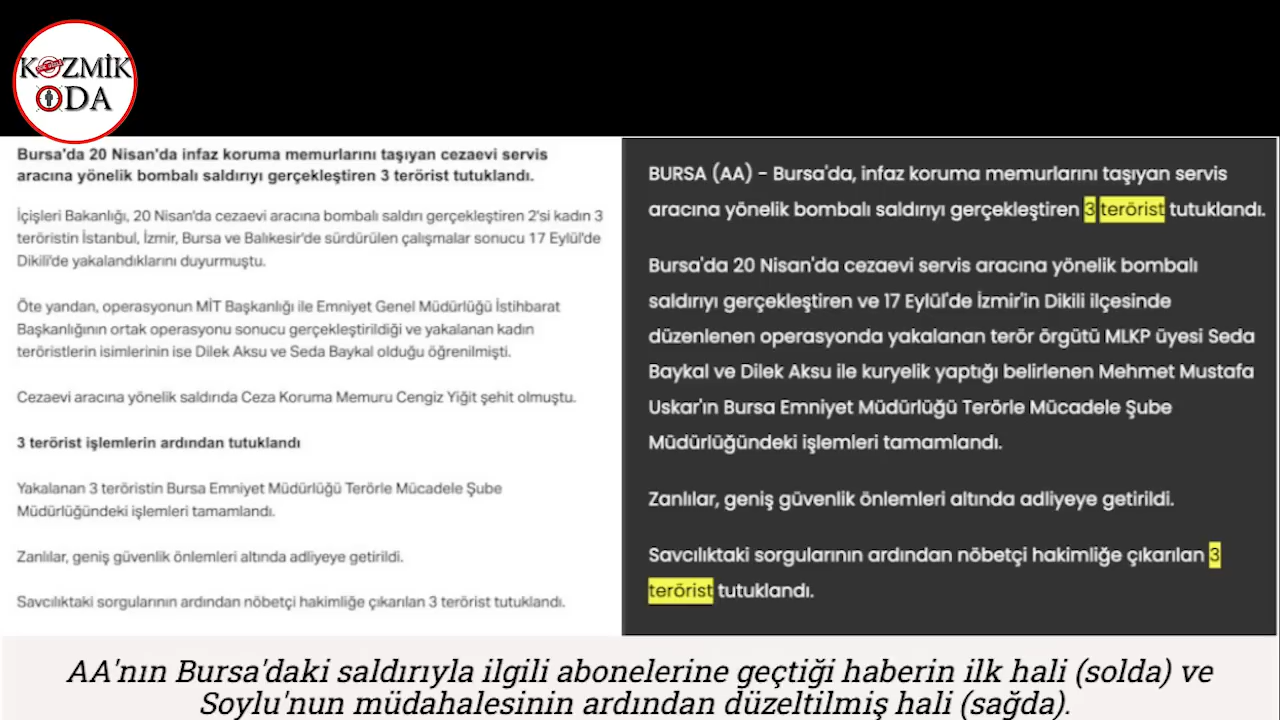 KOZMİK
ODA
Bursa'da 20 Nisan'da infaz koruma memurlarını taşıyan cezaevi servis
aracına yönelik bombalı saldırıyı gerçekleştiren 3 terörist tutuklandı.
İçişleri Bakanlığı, 20 Nisan'da cezaevi aracına bombalı saldırı gerçekleştiren 2'si kadın 3
teröristin İstanbul, İzmir, Bursa ve Balıkesir'de sürdürülen çalışmalar sonucu 17 Eylül'de
Dikili'de yakalandıklarını duyurmuştu.
Öte yandan, operasyonun MİT Başkanlığı ile Emniyet Genel Müdürlüğü İstihbarat
Başkanlığının ortak operasyonu sonucu gerçekleştirildiği ve yakalanan kadın
teröristlerin isimlerinin ise Dilek Aksu ve Seda Baykal olduğu öğrenilmişti.
Cezaevi aracına yönelik saldırıda Ceza Koruma Memuru Cengiz Yiğit şehit olmuştu.
3 terörist işlemlerin ardından tutuklandı
Yakalanan 3 teröristin Bursa Emniyet Müdürlüğü Terörle Mücadele Şube
Müdürlüğündeki işlemleri tamamlandı.
Zanlılar, geniş güvenlik önlemleri altında adliyeye getirildi.
Savcılıktaki sorgularının ardından nöbetçi hakimliğe çıkarılan 3 terörist tutuklandı.
BURSA (AA) - Bursa'da, infaz koruma memurlarını taşıyan servis
aracına yönelik bombalı saldırıyı gerçekleştiren 3 terörist tutuklandı.
Bursa'da 20 Nisan'da cezaevi servis aracına yönelik bombalı
saldırıyı gerçekleştiren ve 17 Eylül'de İzmir'in Dikili ilçesinde
düzenlenen operasyonda yakalanan terör örgütü MLKP üyesi Seda
Baykal ve Dilek Aksu ile kuryelik yaptığı belirlenen Mehmet Mustafa
Uskar'ın Bursa Emniyet Müdürlüğü Terörle Mücadele Şube
Müdürlüğündeki işlemleri tamamlandı.
Zanlılar, geniş güvenlik önlemleri altında adliyeye getirildi.
Savcılıktaki sorgularının ardından nöbetçi hakimliğe çıkarılan 3
terörist tutuklandı.
AA'nın Bursa'daki saldırıyla ilgili abonelerine geçtiği haberin ilk hali (solda) ve
Soylu'nun müdahalesinin ardından düzeltilmiş hali (sağda).